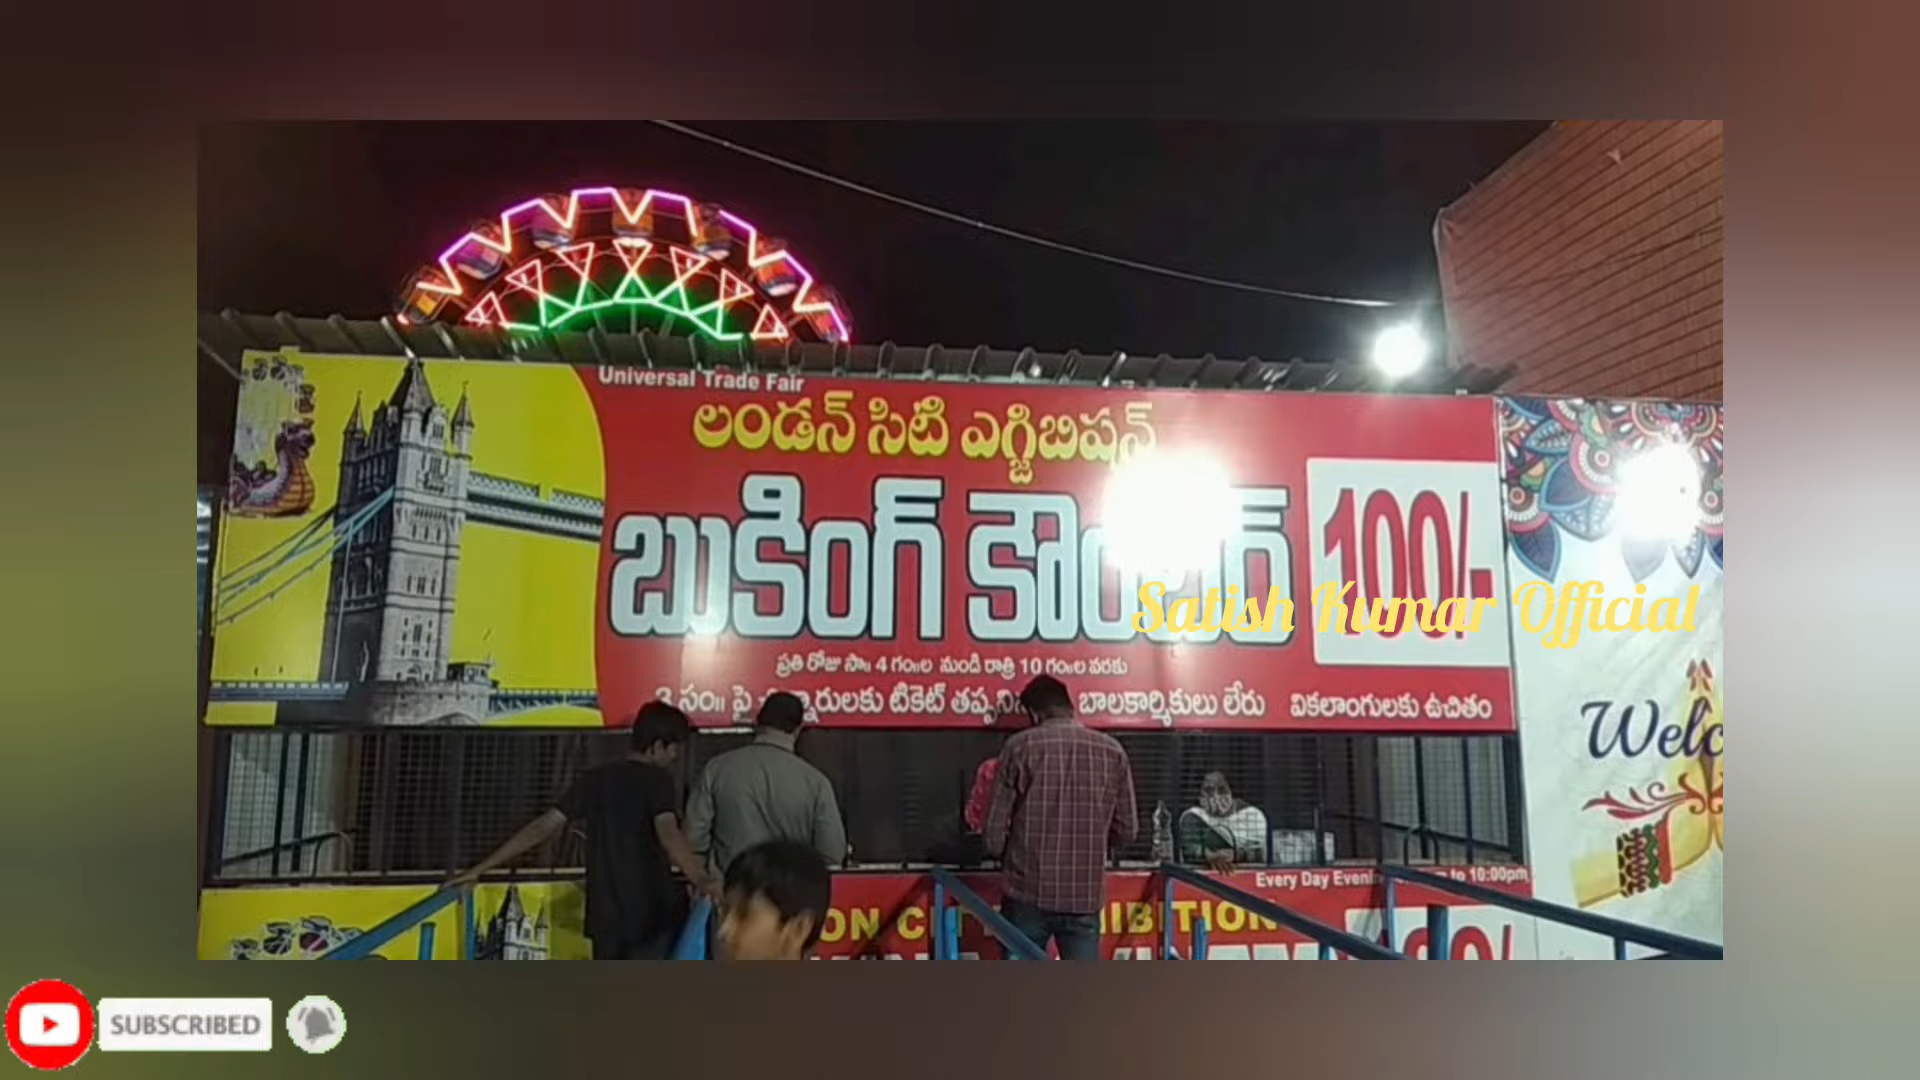 Universal Trade Fair
లండన్ సిటి ఎగ్జిబిషన్
బుకింగ్
100/-
Satish Kumar Official
ప్రతి రోజు సా॥ 4 గం॥ల నుండి రాత్రి 10 గం॥ల వరకు
3 సం॥ పై టికెట్ బాలకార్మికులు లేరు వికలాంగులకు ఉచితం
Every Day to 10:00pm
SUBSCRIBED